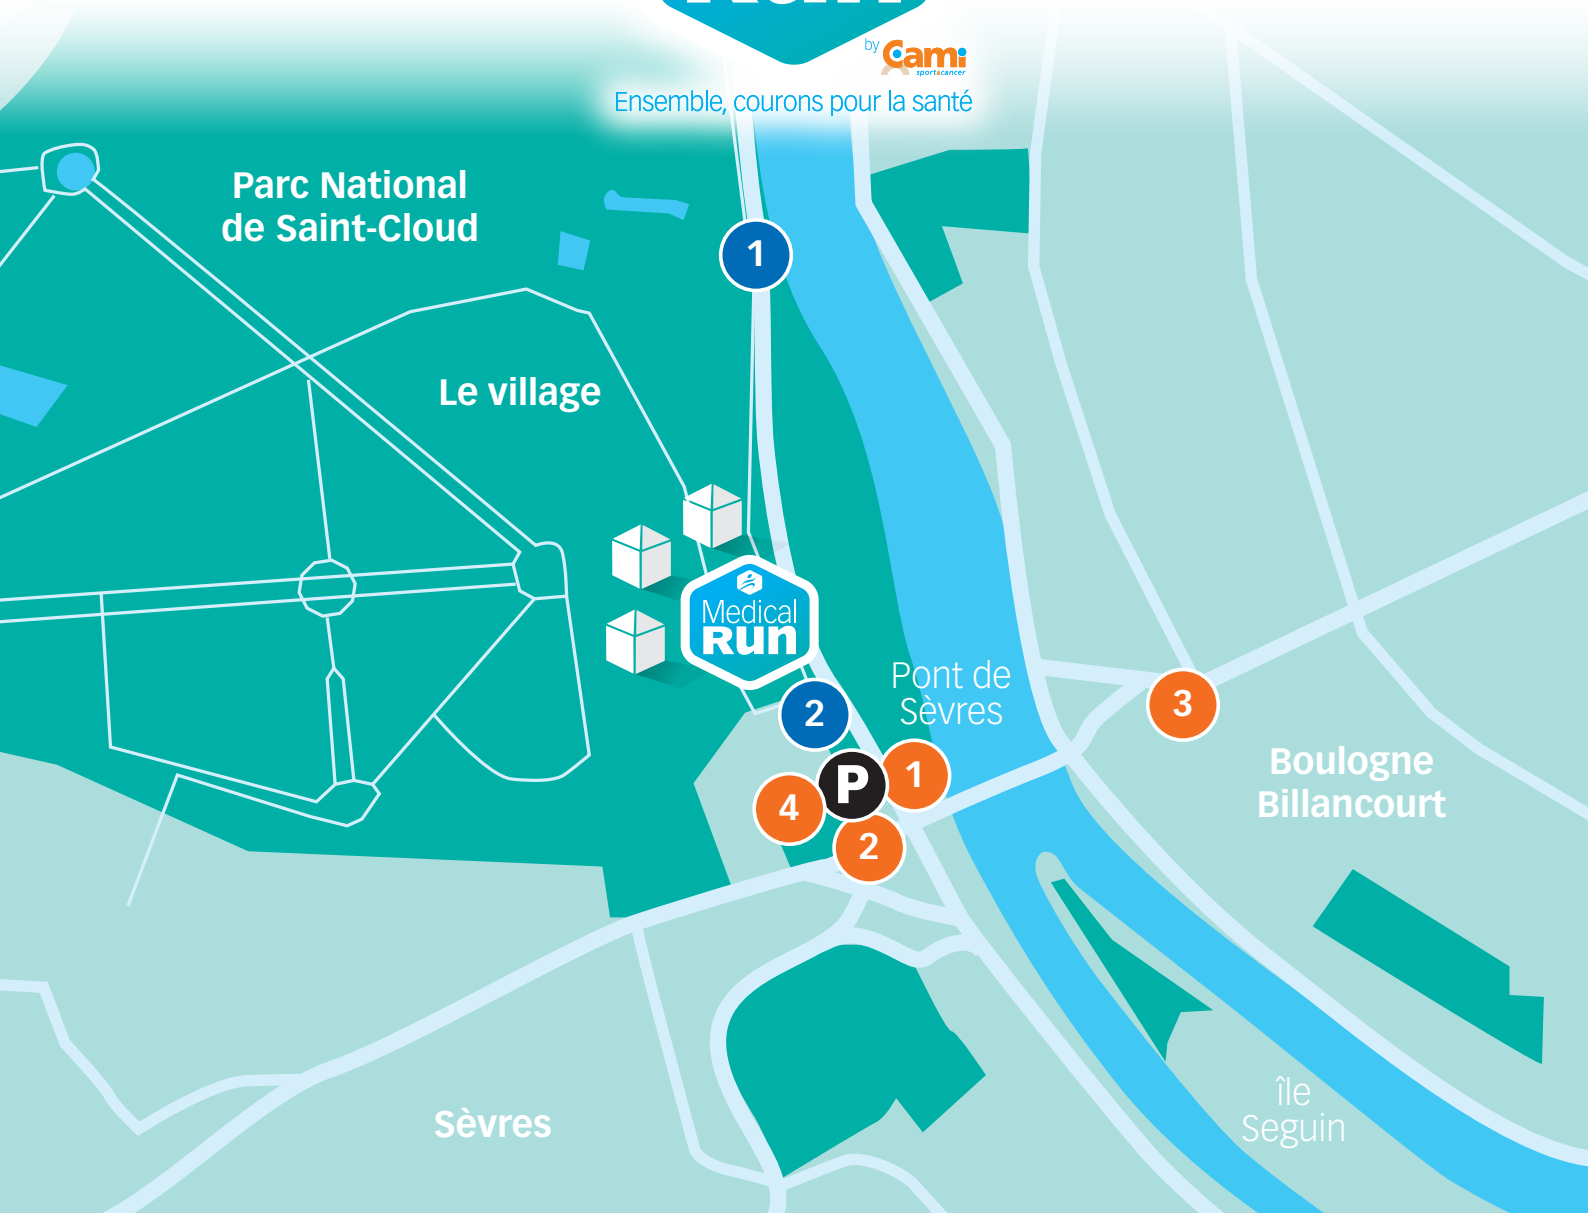 Run
by Cami
sport&cancer
Ensemble, courons pour la santé
Parc National
de Saint-Cloud
1
Le village
Medical
Run
Pont de
Sèvres
2
3
P
1
4
2
Boulogne
Billancourt
île
Seguin
Sèvres